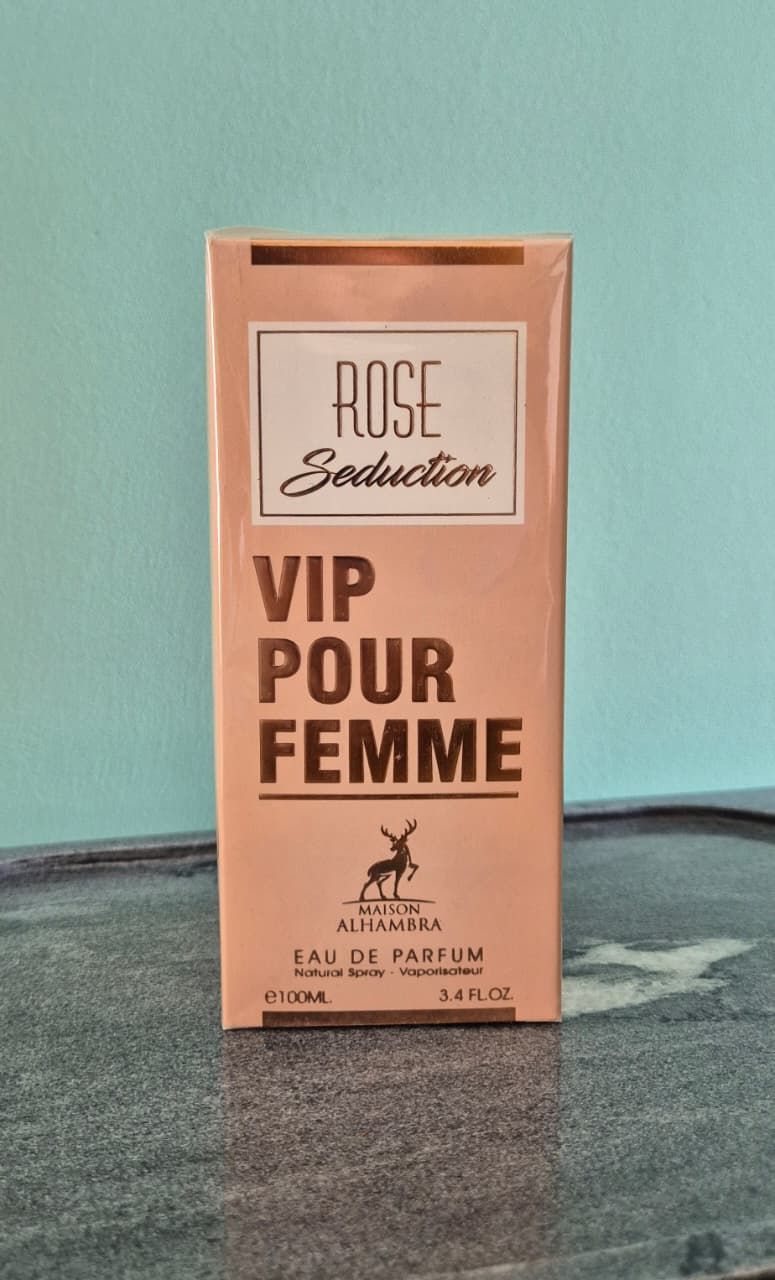 ROSE
Seduction
VIP
POUR
FEMME
MAISON
ALHAMBRA
EAU DE PARFUM
Natural Spray - Vaporisateur
℮100ML. 3.4 FL.OZ.